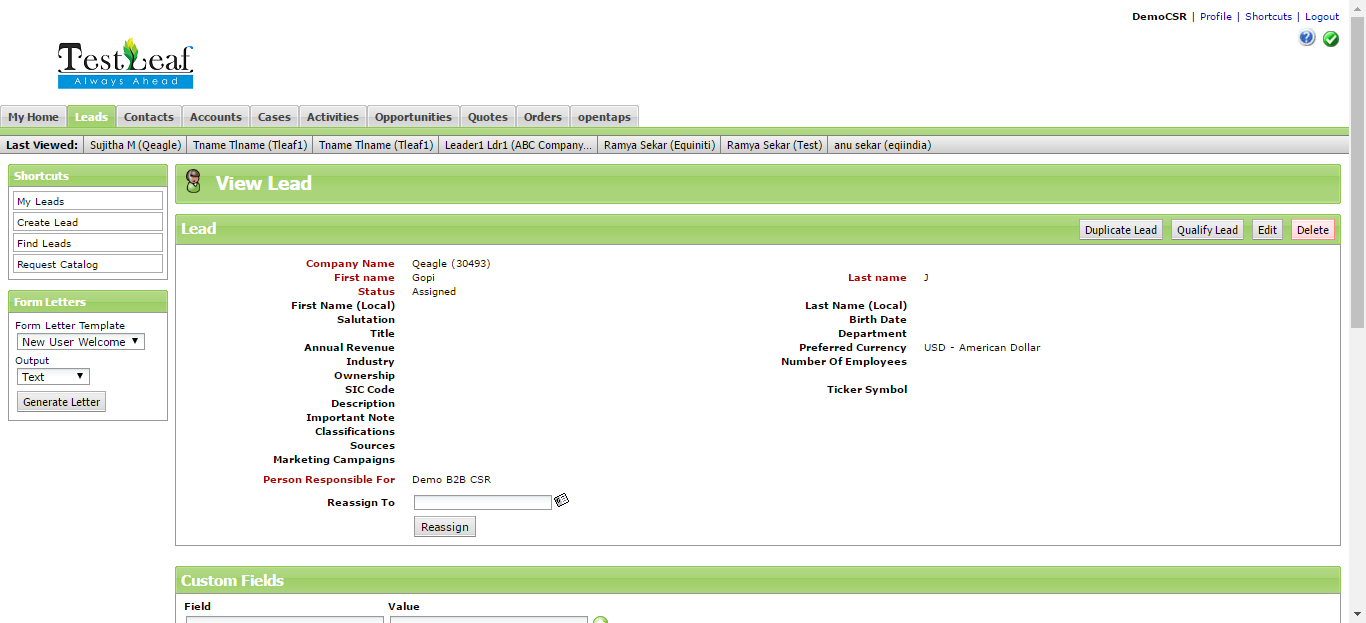 DemoCSR | Profile | Shortcuts | Logout
TestLeaf
Always Ahead
My Home Leads Contacts Accounts Cases Activities Opportunities Quotes Orders opentaps
Last Viewed: Sujitha M (Qeagle) Tname Tlname (Tleaf1) Tname Tlname (Tleaf1) Leader1 Ldr1 (ABC Company... Ramya Sekar (Equiniti) Ramya Sekar (Test) anu sekar (eqiindia)
Shortcuts
My Leads
Create Lead
Find Leads
Request Catalog
Form Letters
Form Letter Template
New User Welcome
Output
Text
Generate Letter
View Lead
Lead Duplicate Lead Qualify Lead Edit Delete
Company Name Qeagle (30493)
First name Gopi Last name J
Status Assigned
First Name (Local) Last Name (Local)
Salutation Birth Date
Title Department
Annual Revenue Preferred Currency USD - American Dollar
Industry Number Of Employees
Ownership
SIC Code Ticker Symbol
Description
Important Note
Classifications
Sources
Marketing Campaigns
Person Responsible For Demo B2B CSR
Reassign To
Reassign
Custom Fields
Field Value